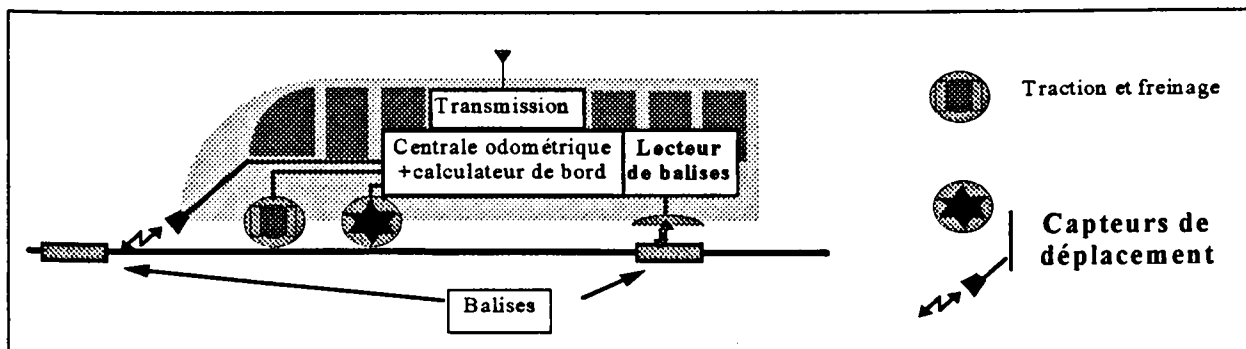 Transmission
Centrale odométrique
+calculateur de bord
Lecteur
de balises
Balises
Traction et freinage
Capteurs de
déplacement